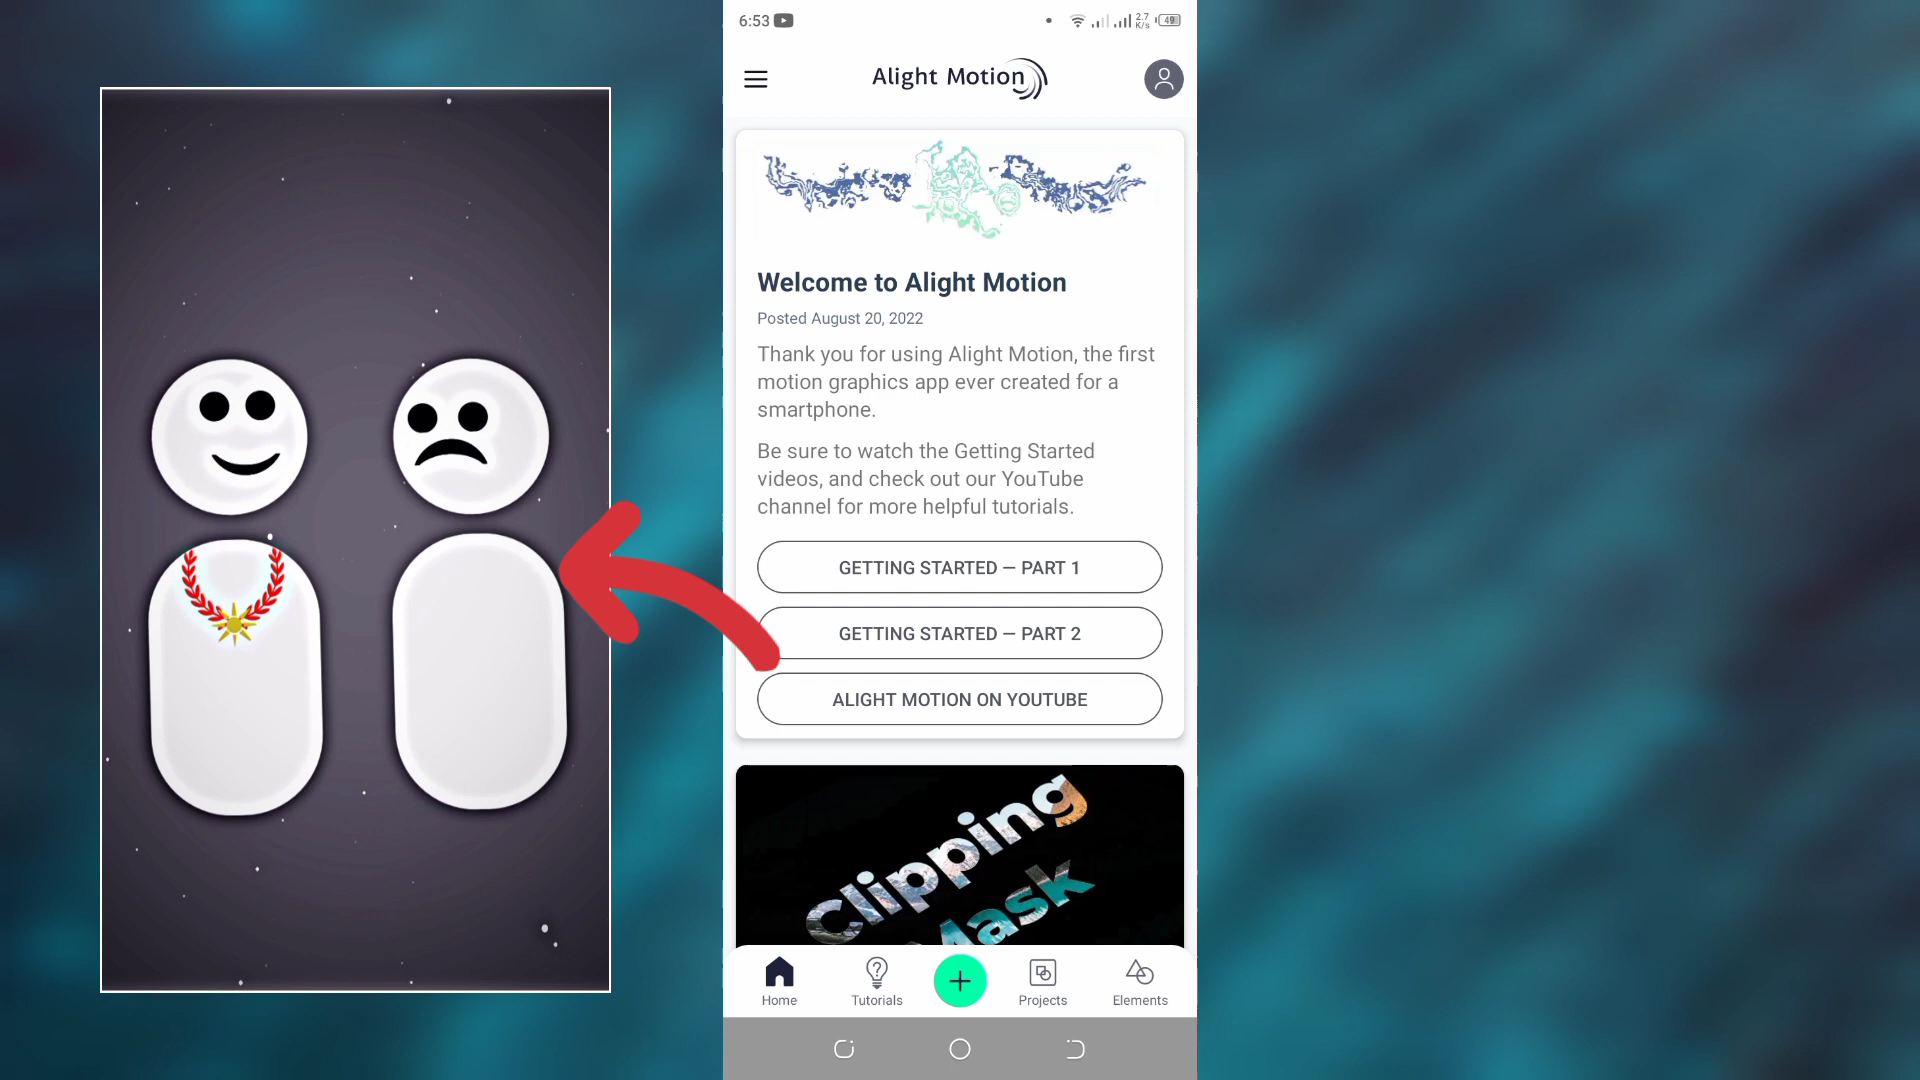 6:53
2.7
K/s
49
Alight Motion
Welcome to Alight Motion
Posted August 20, 2022
Thank you for using Alight Motion, the first
motion graphics app ever created for a
smartphone.
Be sure to watch the Getting Started
videos, and check out our YouTube
channel for more helpful tutorials.
GETTING STARTED — PART 1
GETTING STARTED — PART 2
ALIGHT MOTION ON YOUTUBE
Clipping
Mask
Home
Tutorials
Projects
Elements